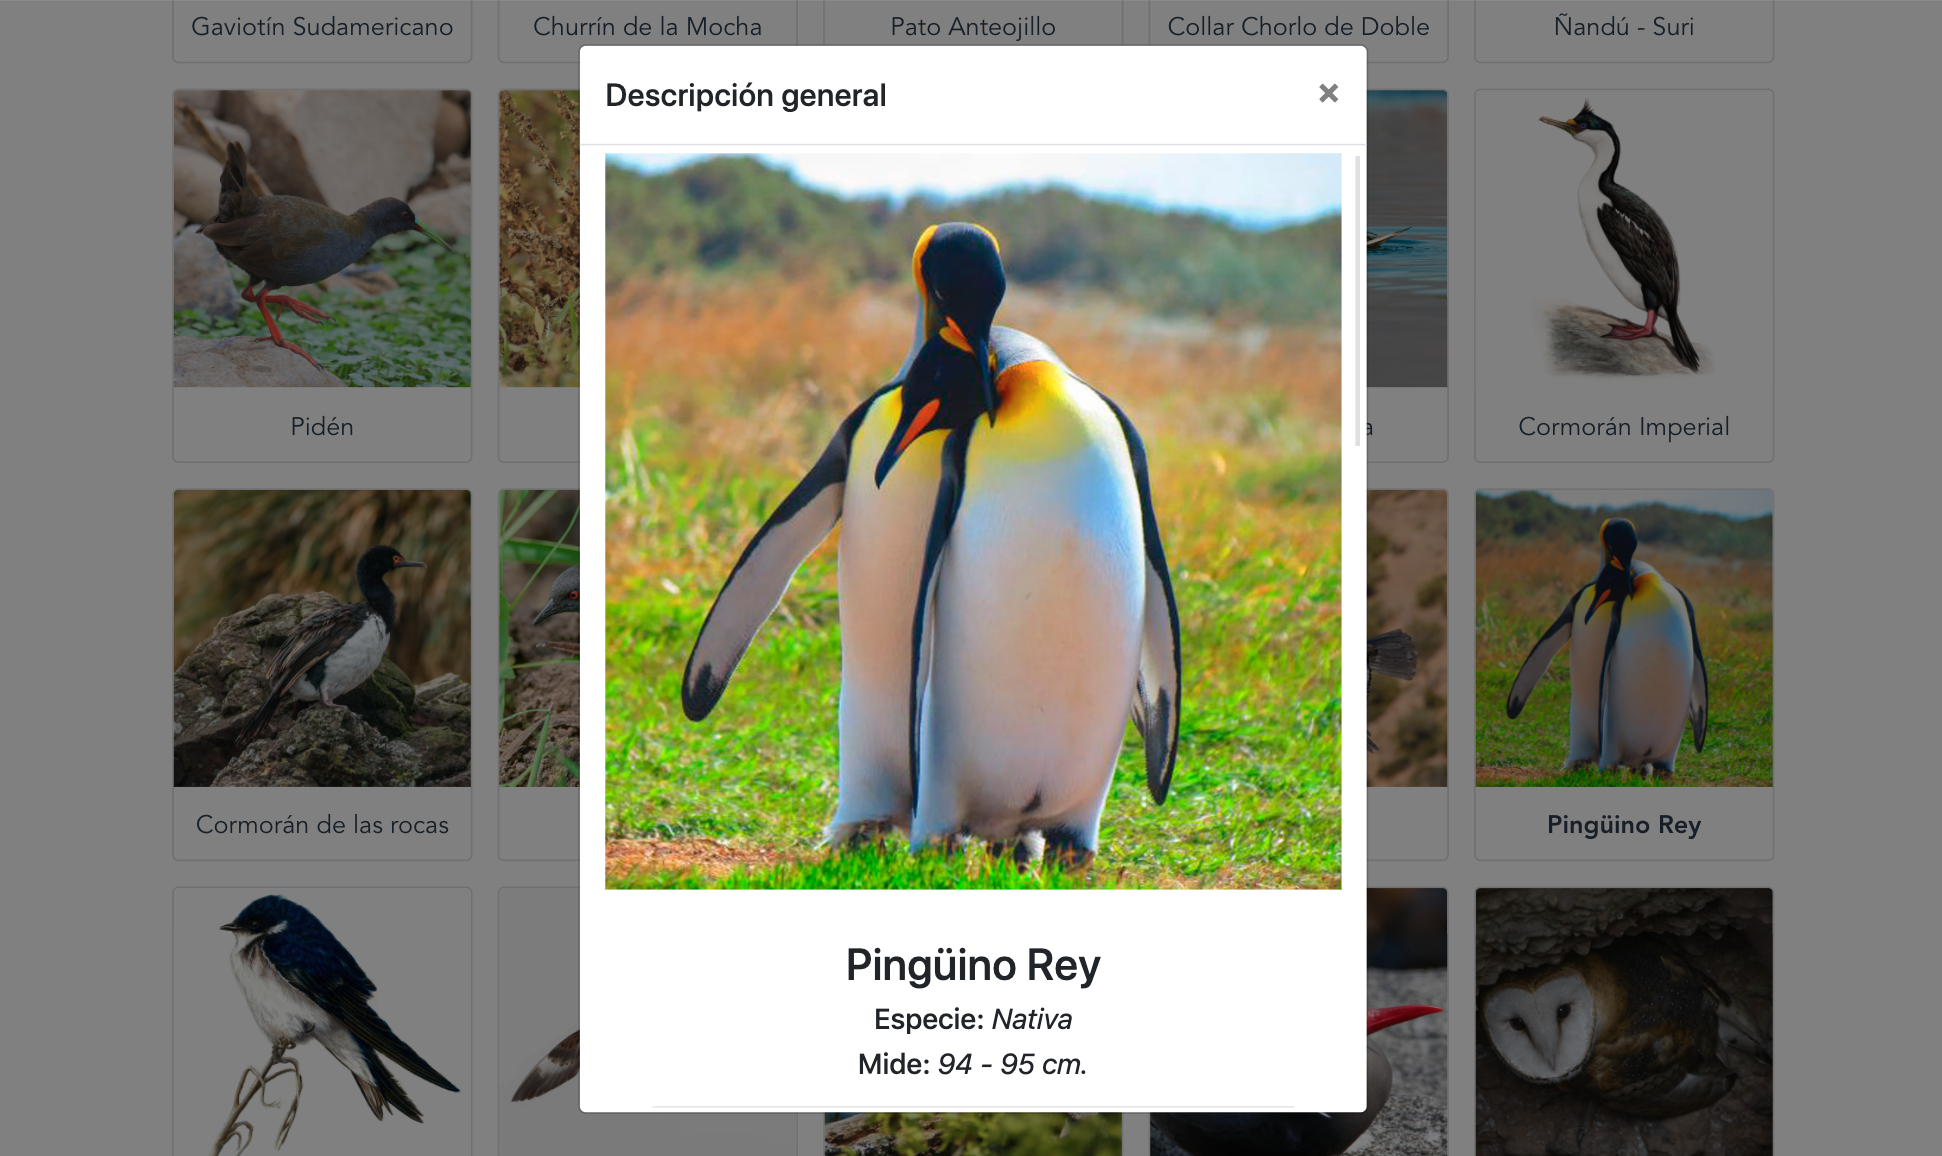 Gaviotín Sudamericano
Churrín de la Mocha
Pato Anteojillo
Collar Chorlo de Doble
Ñandú - Suri
Descripción general
×
Pidén
Cormorán Imperial
Cormorán de las rocas
Pingüino Rey
Pingüino Rey
Especie: Nativa
Mide: 94 - 95 cm.